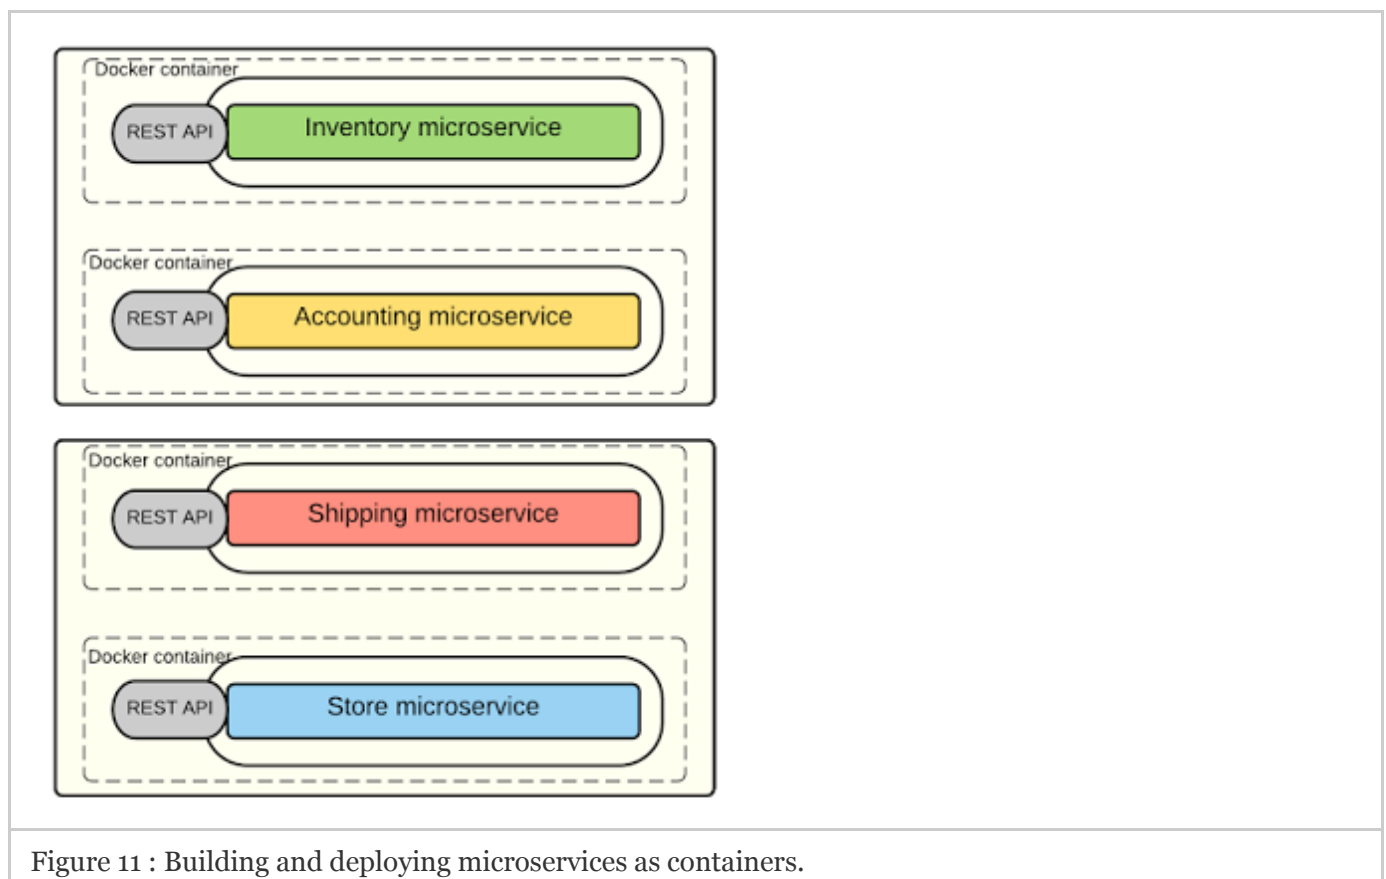 Docker container
REST API
Inventory microservice
Docker container
REST API
Accounting microservice
Docker container
REST API
Shipping microservice
Docker container
REST API
Store microservice
Figure 11 : Building and deploying microservices as containers.